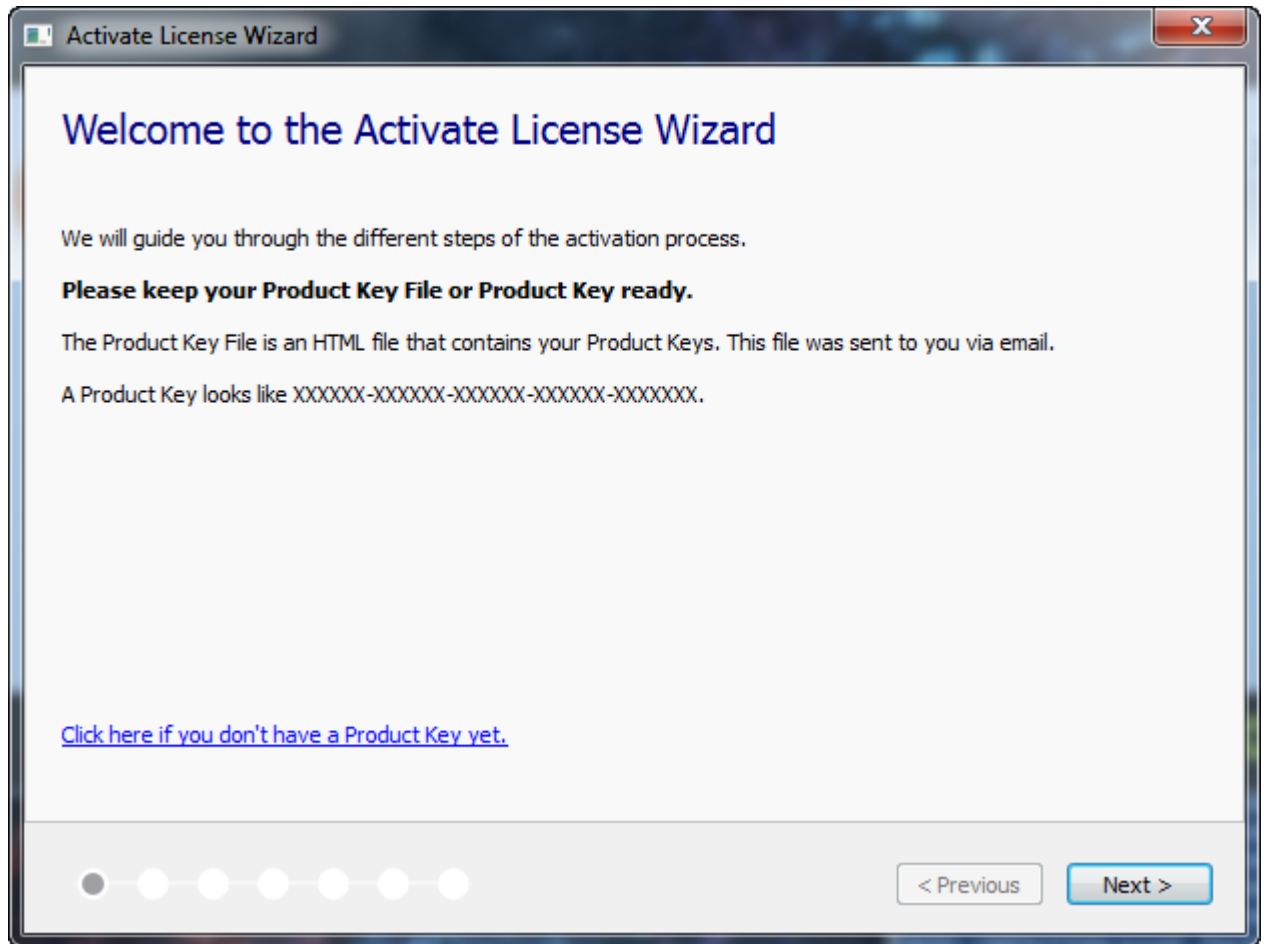 Activate License Wizard
Welcome to the Activate License Wizard
We will guide you through the different steps of the activation process.
Please keep your Product Key File or Product Key ready.
The Product Key File is an HTML file that contains your Product Keys. This file was sent to you via email.
A Product Key looks like XXXXXX-XXXXXX-XXXXXX-XXXXXX-XXXXXXX.
Click here if you don't have a Product Key yet.
< Previous
Next >